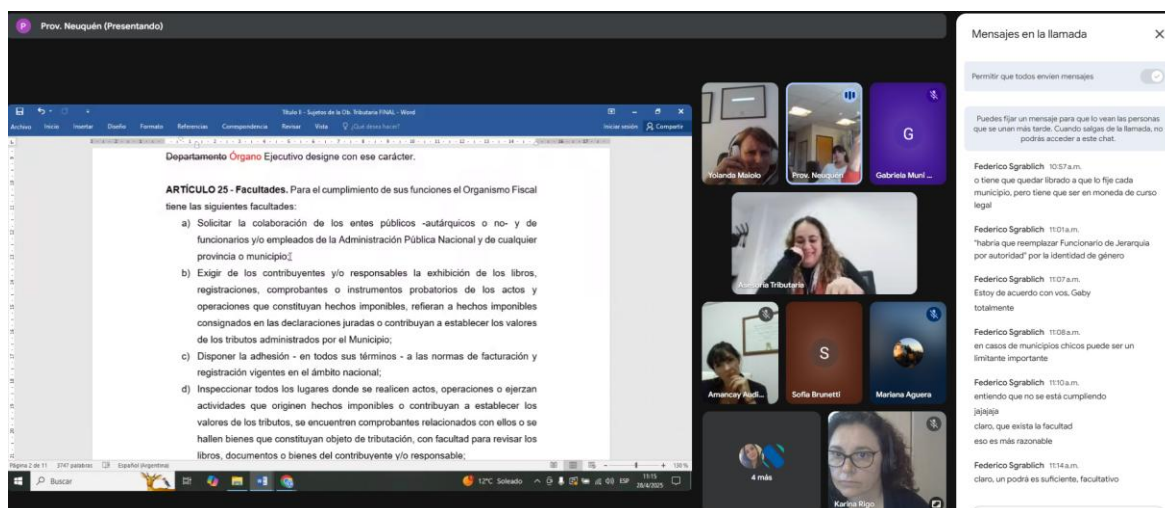 P Prov. Neuquén (Presentando)
Título II - Sujetos de la Ob. Tributaria FINAL - Word
Iniciar sesión Compartir
Archivo Inicio Insertar Diseño Formato Referencias Correspondencia Revisar Vista ¿Qué desea hacer?
Departamento Órgano Ejecutivo designe con ese carácter.
ARTÍCULO 25 - Facultades. Para el cumplimiento de sus funciones el Organismo Fiscal
tiene las siguientes facultades:
a) Solicitar la colaboración de los entes públicos -autárquicos o no- y de
funcionarios y/o empleados de la Administración Pública Nacional y de cualquier
provincia o municipio;
b) Exigir de los contribuyentes y/o responsables la exhibición de los libros,
registraciones, comprobantes o instrumentos probatorios de los actos y
operaciones que constituyan hechos imponibles, refieran a hechos imponibles
consignados en las declaraciones juradas o contribuyan a establecer los valores
de los tributos administrados por el Municipio;
c) Disponer la adhesión - en todos sus términos - a las normas de facturación y
registración vigentes en el ámbito nacional;
d) Inspeccionar todos los lugares donde se realicen actos, operaciones o ejerzan
actividades que originen hechos imponibles o contribuyan a establecer los
valores de los tributos, se encuentren comprobantes relacionados con ellos o se
hallen bienes que constituyan objeto de tributación, con facultad para revisar los
libros, documentos o bienes del contribuyente y/o responsable;
Página 2 de 11 3747 palabras Español (Argentina)
130%
Buscar
12°C Soleado
ESP
11:15
28/4/2025
Yolanda Maiolo
Prov. Neuquén
G
Gabriela Muni ...
Asesoría Tributaria
Amancay Audi...
S
Sofía Brunetti
Mariana Aguera
4 más
Karina Rigo
Mensajes en la llamada
Permitir que todos envíen mensajes
Puedes fijar un mensaje para que lo vean las personas
que se unan más tarde. Cuando salgas de la llamada, no
podrás acceder a este chat.
Federico Sgrablich 10:57 a.m.
o tiene que quedar librado a que lo fije cada
municipio, pero tiene que ser en moneda de curso
legal
Federico Sgrablich 11:01 a.m.
"habría que reemplazar Funcionario de Jerarquia
por autoridad" por la identidad de género
Federico Sgrablich 11:07 a.m.
Estoy de acuerdo con vos, Gaby
totalmente
Federico Sgrablich 11:08 a.m.
en casos de municipios chicos puede ser un
limitante importante
Federico Sgrablich 11:10 a.m.
entiendo que no se está cumpliendo
jajajaja
claro, que exista la facultad
eso es más razonable
Federico Sgrablich 11:14 a.m.
claro, un podrá es suficiente, facultativo